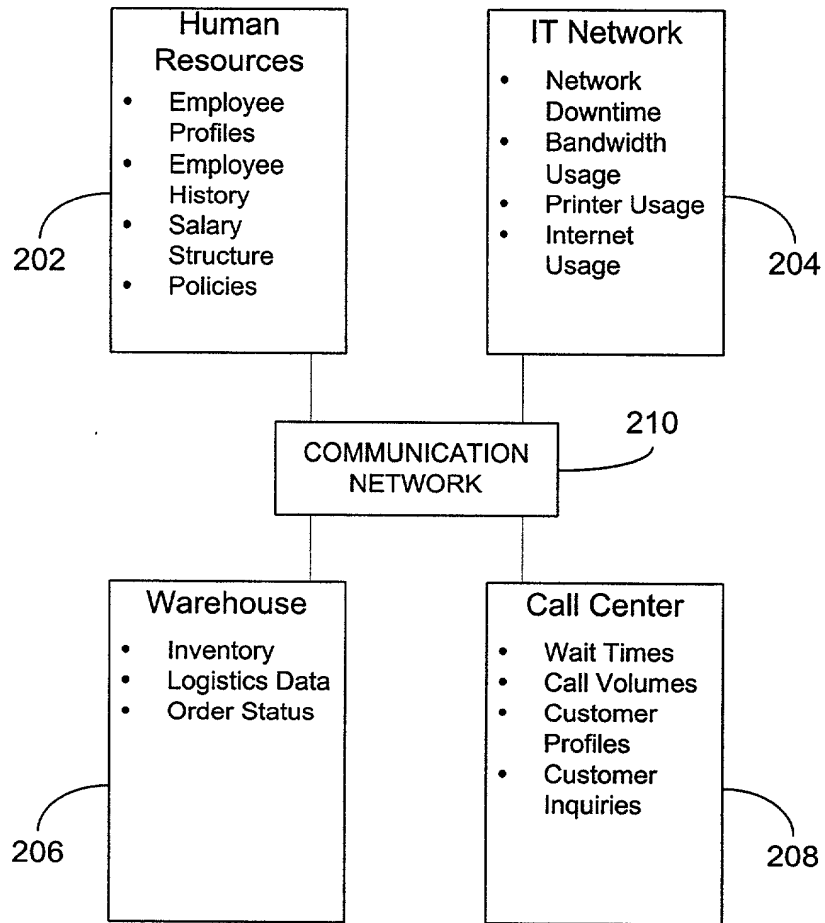 Human
Resources
• Employee
Profiles
• Employee
History
• Salary
Structure
• Policies
202
IT Network
• Network
Downtime
• Bandwidth
Usage
• Printer Usage
• Internet
Usage
204
COMMUNICATION
NETWORK
210
Warehouse
• Inventory
• Logistics Data
• Order Status
206
Call Center
• Wait Times
• Call Volumes
• Customer
Profiles
• Customer
Inquiries
208